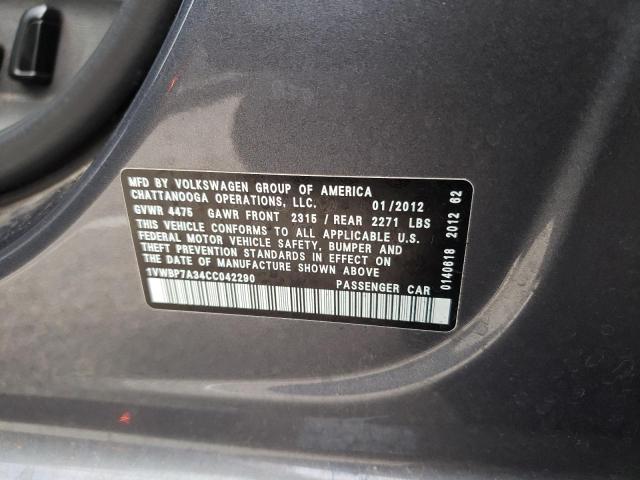 MFD BY VOLKSWAGEN GROUP OF AMERICA
CHATTANOOGA OPERATIONS, LLC. 01/2012
GVWR 4475 GAWR FRONT 2315 / REAR 2271 LBS
THIS VEHICLE CONFORMS TO ALL APPLICABLE U.S.
FEDERAL MOTOR VEHICLE SAFETY, BUMPER AND
THEFT PREVENTION STANDARDS IN EFFECT ON
THE DATE OF MANUFACTURE SHOWN ABOVE
1VWBP7A34CC042290 PASSENGER CAR
0140618 2012 62